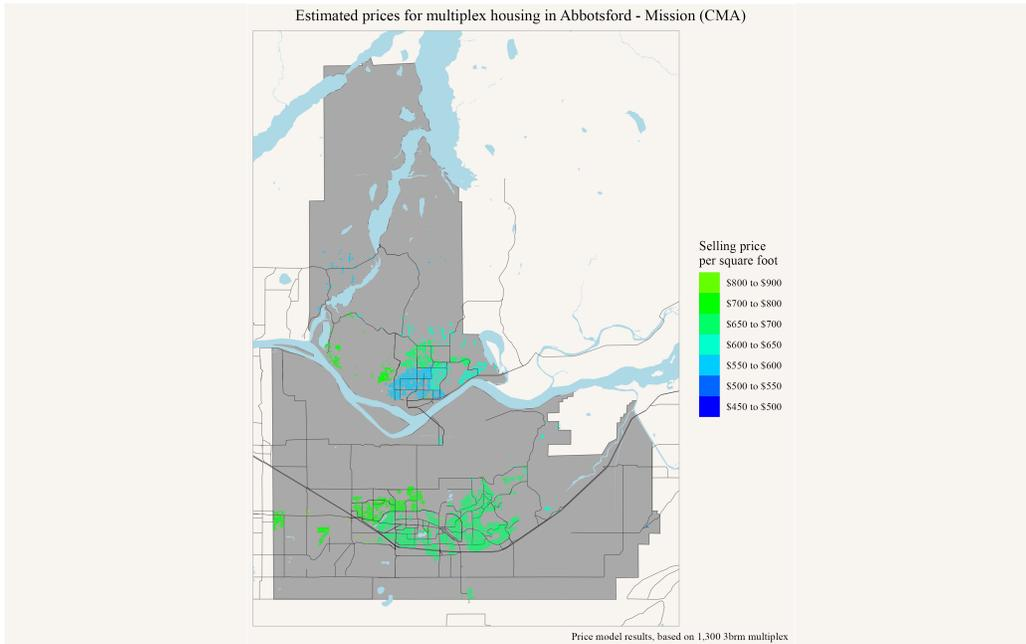 Estimated prices for multiplex housing in Abbotsford - Mission (CMA)
Selling price
per square foot
$800 to $900
$700 to $800
$650 to $700
$600 to $650
$550 to $600
$500 to $550
$450 to $500
Price model results, based on 1,300 3brm multiplex